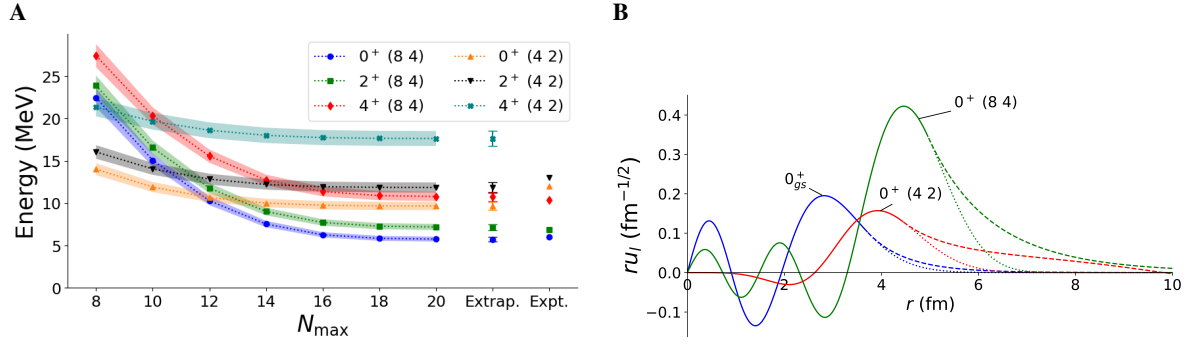 A
B
0⁺ (8 4)
0⁺ (4 2)
2⁺ (8 4)
2⁺ (4 2)
4⁺ (8 4)
4⁺ (4 2)
Energy (MeV)
25
20
15
10
5
0
8
10
12
14
16
18
20
Extrap.
Expt.
N_max
ru_l (fm^{-1/2})
0.4
0.3
0.2
0.1
0.0
−0.1
0
2
4
6
8
10
r (fm)
0⁺ (8 4)
0⁺_gs
0⁺ (4 2)